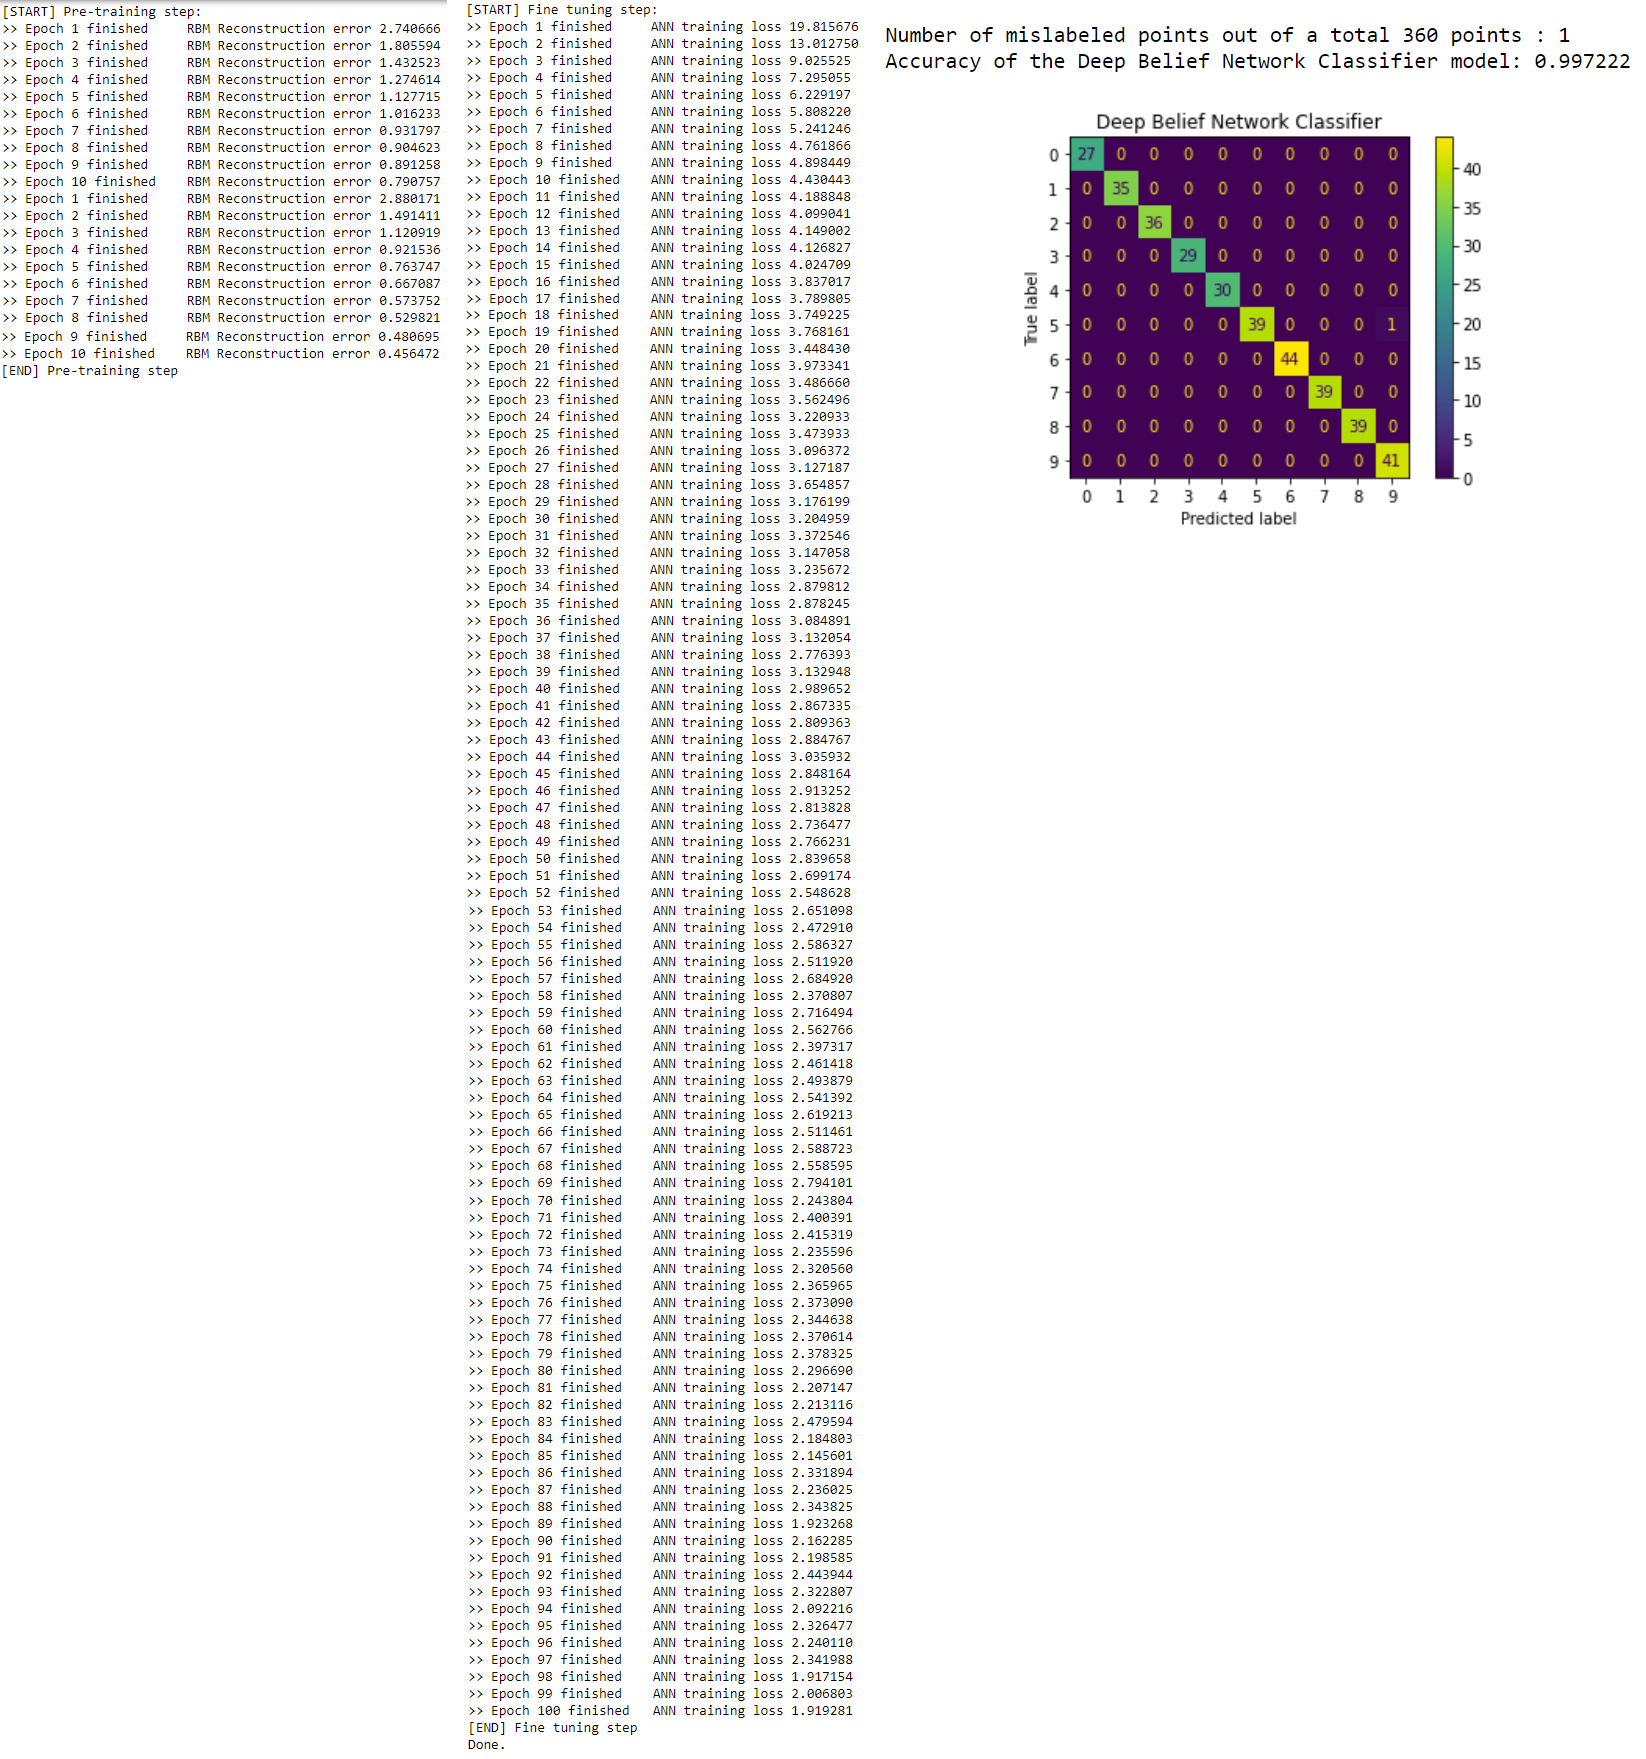 [START] Pre-training step:
>> Epoch 1 finished     RBM Reconstruction error 2.740666
>> Epoch 2 finished     RBM Reconstruction error 1.805594
>> Epoch 3 finished     RBM Reconstruction error 1.432523
>> Epoch 4 finished     RBM Reconstruction error 1.274614
>> Epoch 5 finished     RBM Reconstruction error 1.127715
>> Epoch 6 finished     RBM Reconstruction error 1.016233
>> Epoch 7 finished     RBM Reconstruction error 0.931797
>> Epoch 8 finished     RBM Reconstruction error 0.904623
>> Epoch 9 finished     RBM Reconstruction error 0.891258
>> Epoch 10 finished    RBM Reconstruction error 0.790757
>> Epoch 1 finished     RBM Reconstruction error 2.880171
>> Epoch 2 finished     RBM Reconstruction error 1.491411
>> Epoch 3 finished     RBM Reconstruction error 1.120919
>> Epoch 4 finished     RBM Reconstruction error 0.921536
>> Epoch 5 finished     RBM Reconstruction error 0.763747
>> Epoch 6 finished     RBM Reconstruction error 0.667087
>> Epoch 7 finished     RBM Reconstruction error 0.573752
>> Epoch 8 finished     RBM Reconstruction error 0.529821
>> Epoch 9 finished     RBM Reconstruction error 0.480695
>> Epoch 10 finished    RBM Reconstruction error 0.456472
[END] Pre-training step
[START] Fine tuning step:
>> Epoch 1 finished     ANN training loss 19.815676
>> Epoch 2 finished     ANN training loss 13.012750
>> Epoch 3 finished     ANN training loss 9.025525
>> Epoch 4 finished     ANN training loss 7.295055
>> Epoch 5 finished     ANN training loss 6.229197
>> Epoch 6 finished     ANN training loss 5.808220
>> Epoch 7 finished     ANN training loss 5.241246
>> Epoch 8 finished     ANN training loss 4.761866
>> Epoch 9 finished     ANN training loss 4.898449
>> Epoch 10 finished    ANN training loss 4.430443
>> Epoch 11 finished    ANN training loss 4.188848
>> Epoch 12 finished    ANN training loss 4.099041
>> Epoch 13 finished    ANN training loss 4.149002
>> Epoch 14 finished    ANN training loss 4.126827
>> Epoch 15 finished    ANN training loss 4.024709
>> Epoch 16 finished    ANN training loss 3.837017
>> Epoch 17 finished    ANN training loss 3.789805
>> Epoch 18 finished    ANN training loss 3.749225
>> Epoch 19 finished    ANN training loss 3.768161
>> Epoch 20 finished    ANN training loss 3.448430
>> Epoch 21 finished    ANN training loss 3.973341
>> Epoch 22 finished    ANN training loss 3.486660
>> Epoch 23 finished    ANN training loss 3.562496
>> Epoch 24 finished    ANN training loss 3.220933
>> Epoch 25 finished    ANN training loss 3.473933
>> Epoch 26 finished    ANN training loss 3.096372
>> Epoch 27 finished    ANN training loss 3.127187
>> Epoch 28 finished    ANN training loss 3.654857
>> Epoch 29 finished    ANN training loss 3.176199
>> Epoch 30 finished    ANN training loss 3.204959
>> Epoch 31 finished    ANN training loss 3.372546
>> Epoch 32 finished    ANN training loss 3.147058
>> Epoch 33 finished    ANN training loss 3.235672
>> Epoch 34 finished    ANN training loss 2.879812
>> Epoch 35 finished    ANN training loss 2.878245
>> Epoch 36 finished    ANN training loss 3.084891
>> Epoch 37 finished    ANN training loss 3.132054
>> Epoch 38 finished    ANN training loss 2.776393
>> Epoch 39 finished    ANN training loss 3.132948
>> Epoch 40 finished    ANN training loss 2.989652
>> Epoch 41 finished    ANN training loss 2.867335
>> Epoch 42 finished    ANN training loss 2.809363
>> Epoch 43 finished    ANN training loss 2.884767
>> Epoch 44 finished    ANN training loss 3.035932
>> Epoch 45 finished    ANN training loss 2.848164
>> Epoch 46 finished    ANN training loss 2.913252
>> Epoch 47 finished    ANN training loss 2.813828
>> Epoch 48 finished    ANN training loss 2.736477
>> Epoch 49 finished    ANN training loss 2.766231
>> Epoch 50 finished    ANN training loss 2.839658
>> Epoch 51 finished    ANN training loss 2.699174
>> Epoch 52 finished    ANN training loss 2.548628
>> Epoch 53 finished    ANN training loss 2.651098
>> Epoch 54 finished    ANN training loss 2.472910
>> Epoch 55 finished    ANN training loss 2.586327
>> Epoch 56 finished    ANN training loss 2.511920
>> Epoch 57 finished    ANN training loss 2.684920
>> Epoch 58 finished    ANN training loss 2.370807
>> Epoch 59 finished    ANN training loss 2.716494
>> Epoch 60 finished    ANN training loss 2.562766
>> Epoch 61 finished    ANN training loss 2.397317
>> Epoch 62 finished    ANN training loss 2.461418
>> Epoch 63 finished    ANN training loss 2.493879
>> Epoch 64 finished    ANN training loss 2.541392
>> Epoch 65 finished    ANN training loss 2.619213
>> Epoch 66 finished    ANN training loss 2.511461
>> Epoch 67 finished    ANN training loss 2.588723
>> Epoch 68 finished    ANN training loss 2.558595
>> Epoch 69 finished    ANN training loss 2.794101
>> Epoch 70 finished    ANN training loss 2.243804
>> Epoch 71 finished    ANN training loss 2.400391
>> Epoch 72 finished    ANN training loss 2.415319
>> Epoch 73 finished    ANN training loss 2.235596
>> Epoch 74 finished    ANN training loss 2.320560
>> Epoch 75 finished    ANN training loss 2.365965
>> Epoch 76 finished    ANN training loss 2.373090
>> Epoch 77 finished    ANN training loss 2.344638
>> Epoch 78 finished    ANN training loss 2.370614
>> Epoch 79 finished    ANN training loss 2.378325
>> Epoch 80 finished    ANN training loss 2.296690
>> Epoch 81 finished    ANN training loss 2.207147
>> Epoch 82 finished    ANN training loss 2.213116
>> Epoch 83 finished    ANN training loss 2.479594
>> Epoch 84 finished    ANN training loss 2.184803
>> Epoch 85 finished    ANN training loss 2.145601
>> Epoch 86 finished    ANN training loss 2.331894
>> Epoch 87 finished    ANN training loss 2.236025
>> Epoch 88 finished    ANN training loss 2.343825
>> Epoch 89 finished    ANN training loss 1.923268
>> Epoch 90 finished    ANN training loss 2.162285
>> Epoch 91 finished    ANN training loss 2.198585
>> Epoch 92 finished    ANN training loss 2.443944
>> Epoch 93 finished    ANN training loss 2.322807
>> Epoch 94 finished    ANN training loss 2.092216
>> Epoch 95 finished    ANN training loss 2.326477
>> Epoch 96 finished    ANN training loss 2.240110
>> Epoch 97 finished    ANN training loss 2.341988
>> Epoch 98 finished    ANN training loss 1.917154
>> Epoch 99 finished    ANN training loss 2.006803
>> Epoch 100 finished   ANN training loss 1.919281
[END] Fine tuning step
Done.
Number of mislabeled points out of a total 360 points : 1
Accuracy of the Deep Belief Network Classifier model: 0.997222
Deep Belief Network Classifier
0 27 0 0 0 0 0 0 0 0 0
1 0 35 0 0 0 0 0 0 0 0
2 0 0 36 0 0 0 0 0 0 0
3 0 0 0 29 0 0 0 0 0 0
4 0 0 0 0 30 0 0 0 0 0
5 0 0 0 0 0 39 0 0 0 1
6 0 0 0 0 0 0 44 0 0 0
7 0 0 0 0 0 0 0 39 0 0
8 0 0 0 0 0 0 0 0 39 0
9 0 0 0 0 0 0 0 0 0 41
0 1 2 3 4 5 6 7 8 9
Predicted label
True label
40
35
30
25
20
15
10
5
0